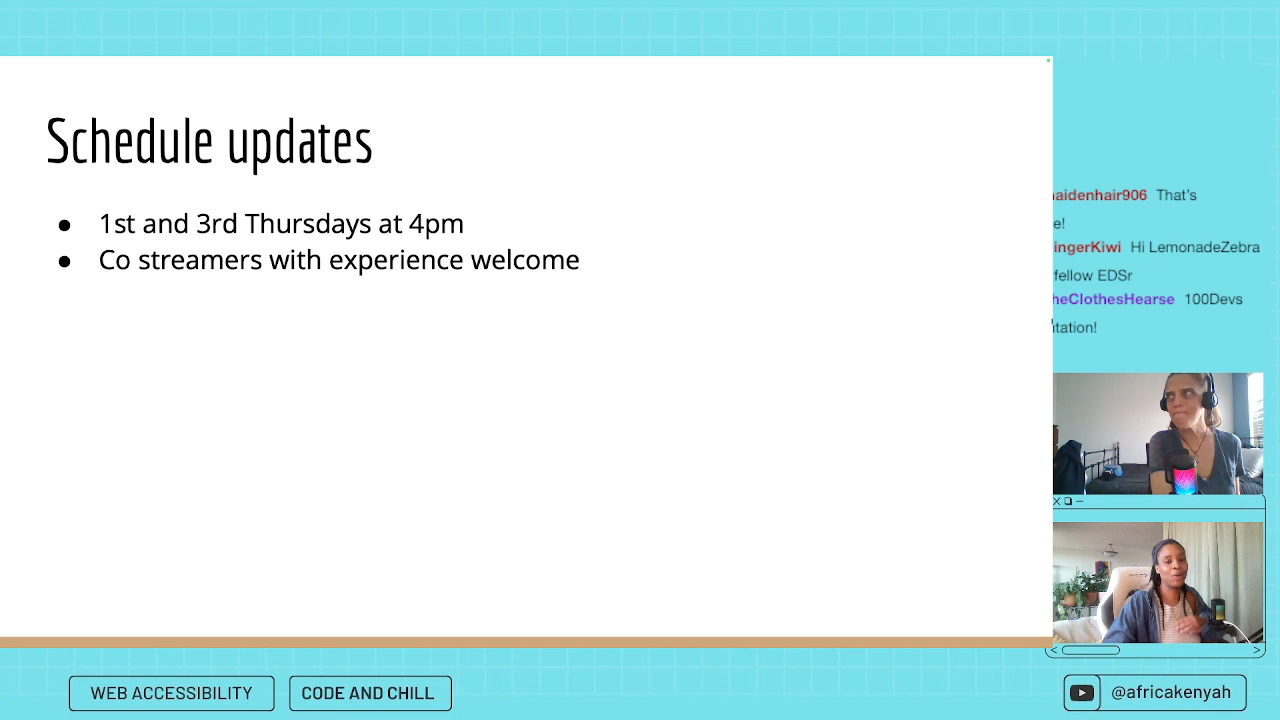 Schedule updates
● 1st and 3rd Thursdays at 4pm
● Co streamers with experience welcome
aidenhair906 That's
e!
ingerKiwi Hi LemonadeZebra
fellow EDSr
heClothesHearse 100Devs
tation!
WEB ACCESSIBILITY
CODE AND CHILL
@africakenyah